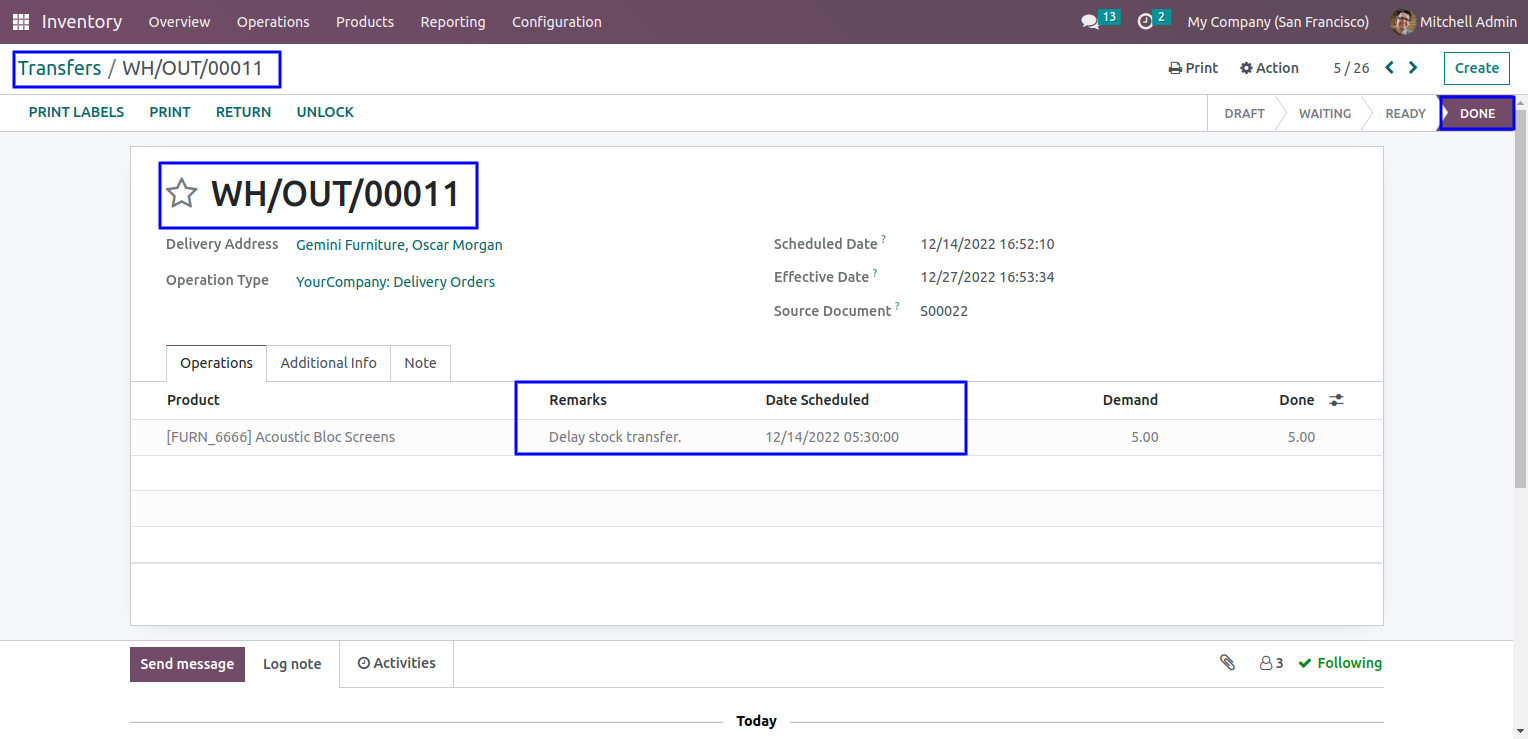 Inventory Overview Operations Products Reporting Configuration 13 2 My Company (San Francisco) Mitchell Admin
Transfers / WH/OUT/00011 Print Action 5 / 26 Create
PRINT LABELS PRINT RETURN UNLOCK DRAFT WAITING READY DONE
WH/OUT/00011
Delivery Address Gemini Furniture, Oscar Morgan Scheduled Date ? 12/14/2022 16:52:10
Operation Type YourCompany: Delivery Orders Effective Date ? 12/27/2022 16:53:34
Source Document ? S00022
Operations Additional Info Note
Product Remarks Date Scheduled Demand Done
[FURN_6666] Acoustic Bloc Screens Delay stock transfer. 12/14/2022 05:30:00 5.00 5.00
Send message Log note Activities 3 Following
Today